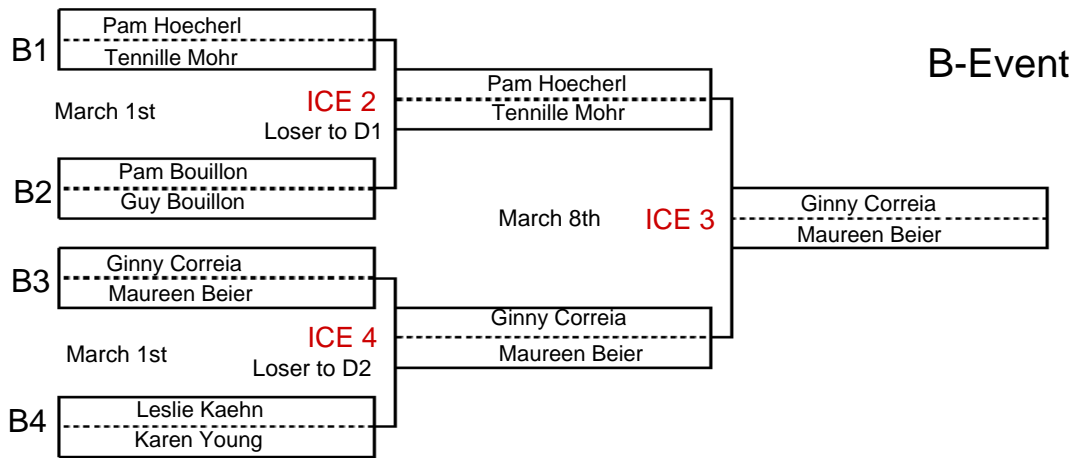 B-Event
B1
Pam Hoecherl
Tennille Mohr
March 1st
ICE 2
Loser to D1
B2
Pam Bouillon
Guy Bouillon
Pam Hoecherl
Tennille Mohr
March 8th
ICE 3
Ginny Correia
Maureen Beier
B3
Ginny Correia
Maureen Beier
March 1st
ICE 4
Loser to D2
Ginny Correia
Maureen Beier
B4
Leslie Kaehn
Karen Young